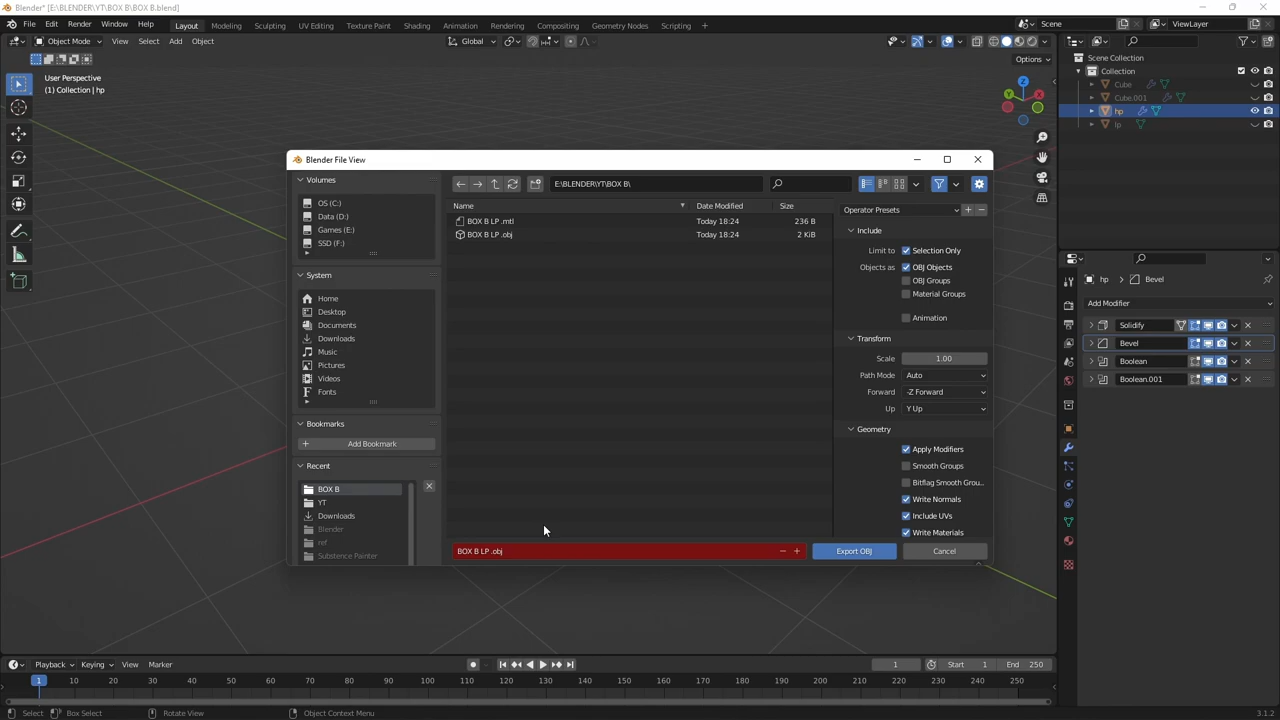 Blender* [E:\BLENDER\YT\BOX B\BOX B.blend]
File Edit Render Window Help Layout Modeling Sculpting UV Editing Texture Paint Shading Animation Rendering Compositing Geometry Nodes Scripting + Scene ViewLayer
Object Mode View Select Add Object Global
Options
User Perspective
(1) Collection | hp
Z
Y
X
Scene Collection
Collection
Cube
Cube.001
hp
lp
Blender File View
Volumes
OS (C:)
Data (D:)
Games (E:)
SSD (F:)
System
Home
Desktop
Documents
Downloads
Music
Pictures
Videos
Fonts
Bookmarks
Add Bookmark
Recent
BOX B
YT
Downloads
Blender
ref
Substence Painter
E:\BLENDER\YT\BOX B\
Name Date Modified Size
BOX B LP .mtl Today 18:24 236 B
BOX B LP .obj Today 18:24 2 KiB
BOX B LP .obj
Operator Presets
Include
Limit to Selection Only
Objects as OBJ Objects
OBJ Groups
Material Groups
Animation
Transform
Scale 1.00
Path Mode Auto
Forward -Z Forward
Up Y Up
Geometry
Apply Modifiers
Smooth Groups
Bitflag Smooth Grou...
Write Normals
Include UVs
Write Materials
Export OBJ Cancel
hp > Bevel
Add Modifier
Solidify
Bevel
Boolean
Boolean.001
Playback Keying View Marker 1 Start 1 End 250
1 10 20 30 40 50 60 70 80 90 100 110 120 130 140 150 160 170 180 190 200 210 220 230 240 250
Select Box Select Rotate View Object Context Menu 3.1.2